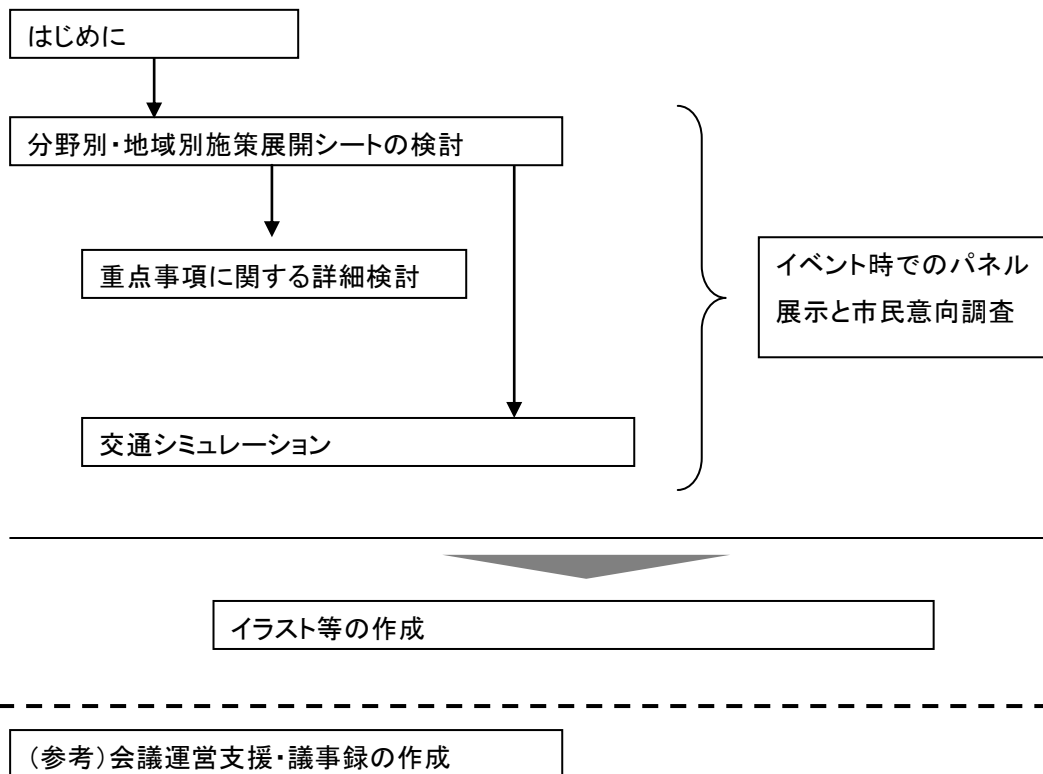 はじめに
分野別・地域別施策展開シートの検討
重点事項に関する詳細検討
イベント時でのパネル
展示と市民意向調査
交通シミュレーション
イラスト等の作成
(参考)会議運営支援・議事録の作成